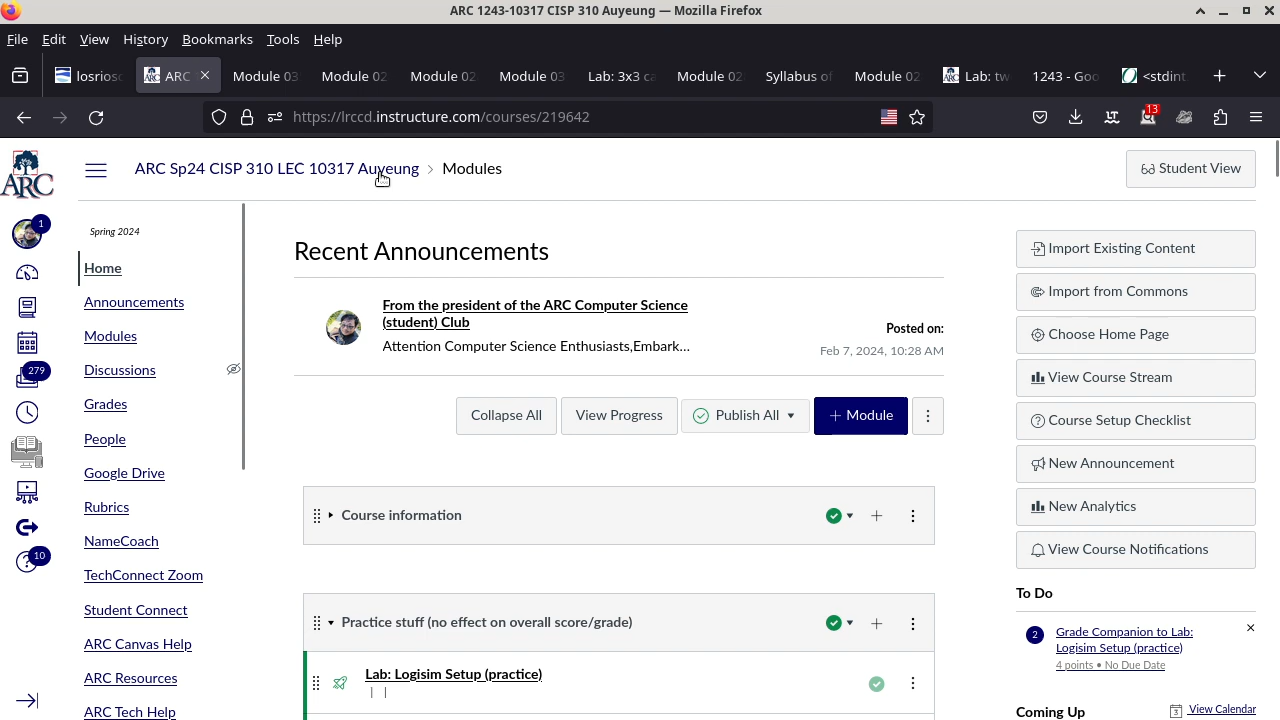 ARC 1243-10317 CISP 310 Auyeung — Mozilla Firefox
File Edit View History Bookmarks Tools Help
losriosc
ARC
Module 03
Module 02
Module 02
Module 03
Lab: 3x3 ca
Module 02
Syllabus of
Module 02
Lab: tw
1243 - Goo
<stdint
https://lrccd.instructure.com/courses/219642
13
ARC
ARC Sp24 CISP 310 LEC 10317 Auyeung › Modules
Student View
1
279
10
Spring 2024
Home
Announcements
Modules
Discussions
Grades
People
Google Drive
Rubrics
NameCoach
TechConnect Zoom
Student Connect
ARC Canvas Help
ARC Resources
ARC Tech Help
Recent Announcements
From the president of the ARC Computer Science
(student) Club
Attention Computer Science Enthusiasts,Embark...
Posted on:
Feb 7, 2024, 10:28 AM
Collapse All
View Progress
Publish All
+ Module
Course information
Practice stuff (no effect on overall score/grade)
Lab: Logisim Setup (practice)
| |
Import Existing Content
Import from Commons
Choose Home Page
View Course Stream
Course Setup Checklist
New Announcement
New Analytics
View Course Notifications
To Do
2
Grade Companion to Lab:
Logisim Setup (practice)
4 points • No Due Date
Coming Up
View Calendar